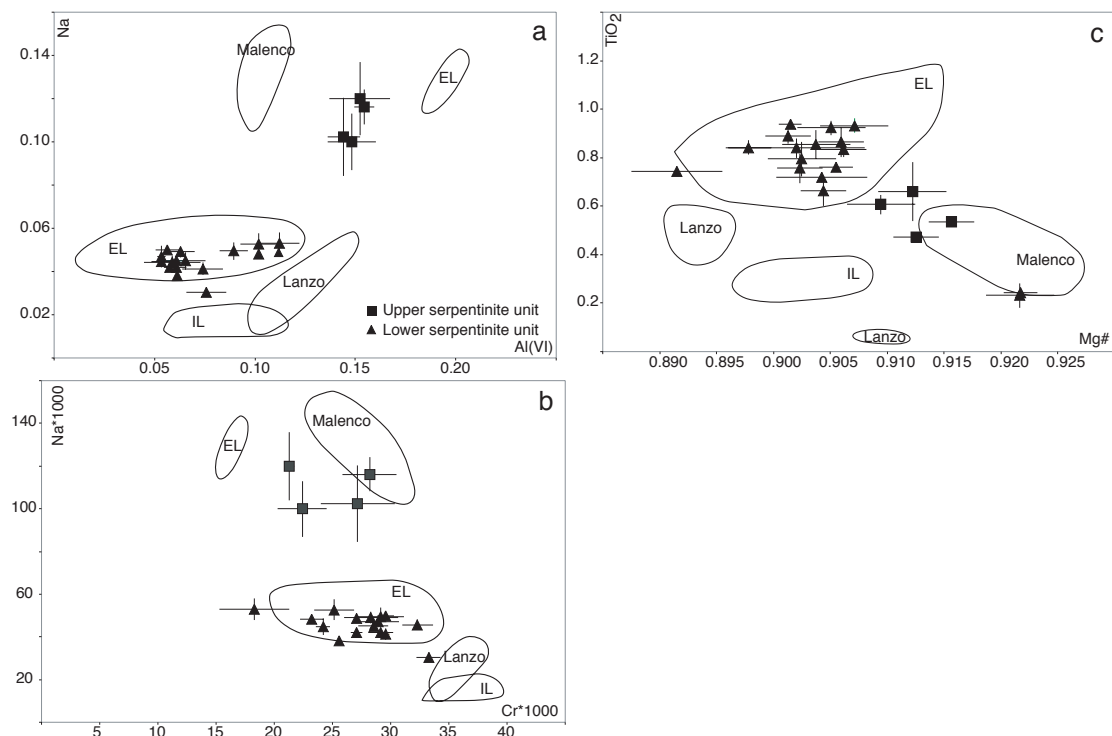 a
Na
Malenco
EL
0.14
0.10
0.06
0.02
EL
Lanzo
IL
Upper serpentinite unit
Lower serpentinite unit
Al(VI)
0.05
0.10
0.15
0.20
c
TiO2
EL
1.2
1.0
0.8
0.6
0.4
0.2
Lanzo
IL
Malenco
Lanzo
Mg#
0.890
0.895
0.900
0.905
0.910
0.915
0.920
0.925
b
Na*1000
EL
Malenco
140
100
60
20
EL
Lanzo
IL
Cr*1000
5
10
15
20
25
30
35
40